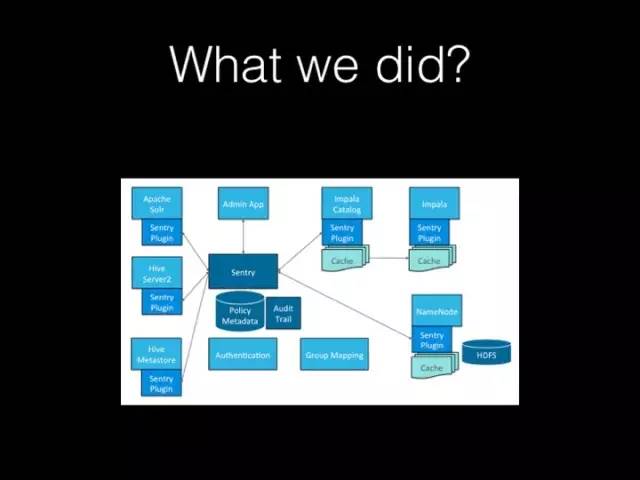 What we did?
Apache
Solr
Sentry
Plugin
Admin App
Impala
Catalog
Sentry
Plugin
Cache
Impala
Sentry
Plugin
Cache
Hive
Server2
Sentry
Plugin
Sentry
Policy
Metadata
Audit
Trail
NameNode
Sentry
Plugin
Cache
HDFS
Hive
Metastore
Sentry
Plugin
Authentication
Group Mapping